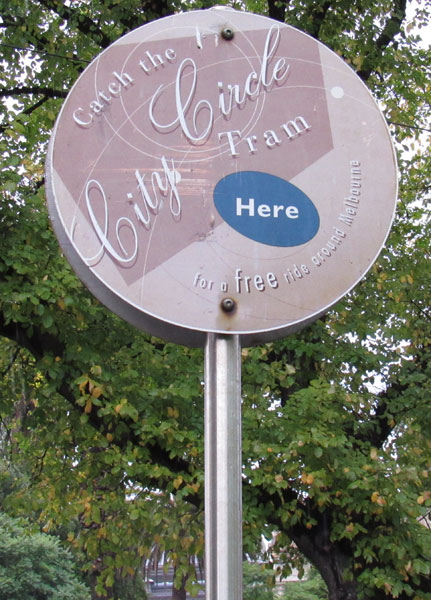 Catch the
City Circle
Tram
Here
for a free ride around Melbourne